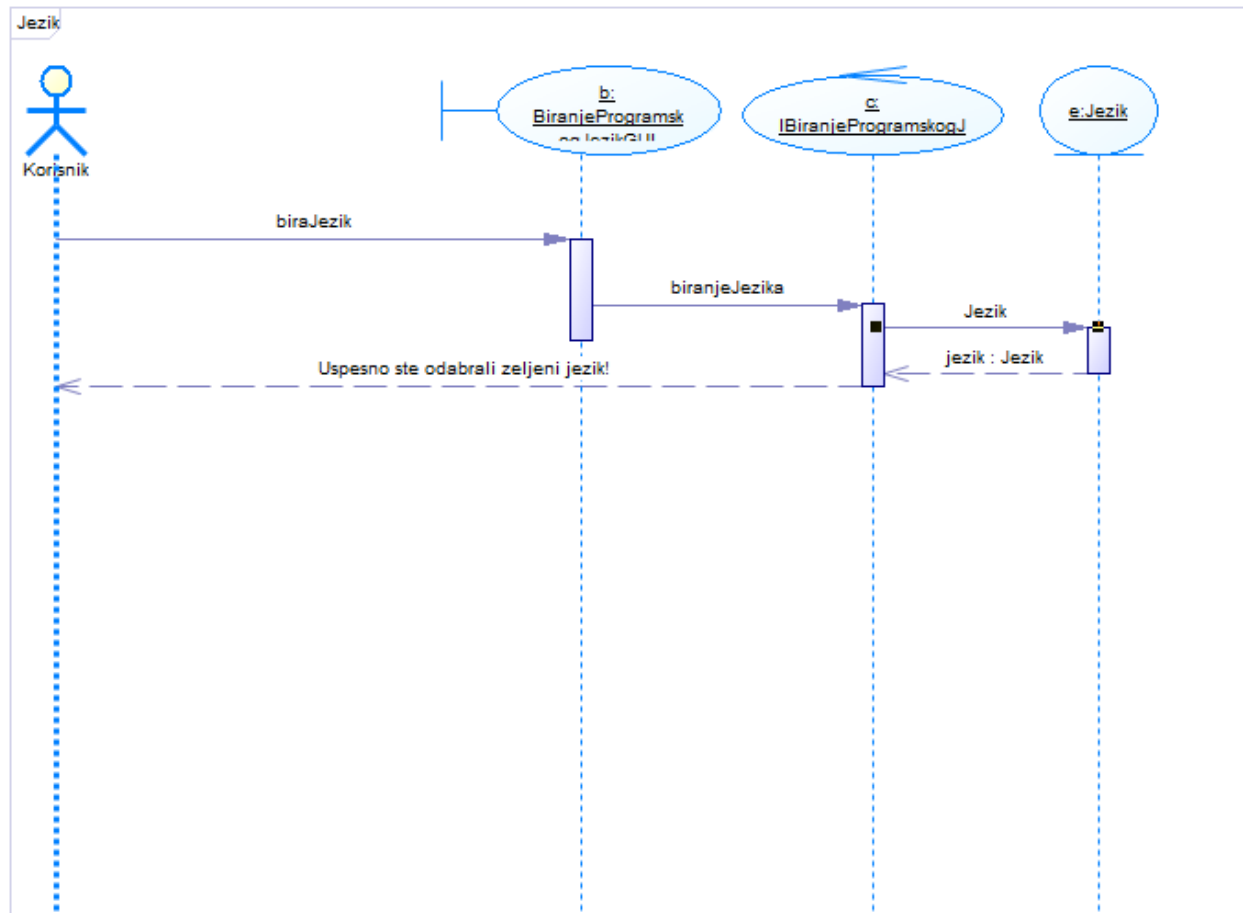 Jezik
b:
BiranjeProgramsk
c:
IBiranjeProgramskogJ
e:Jezik
Korisnik
biraJezik
biranjeJezika
Jezik
jezik : Jezik
Uspesno ste odabrali zeljeni jezik!